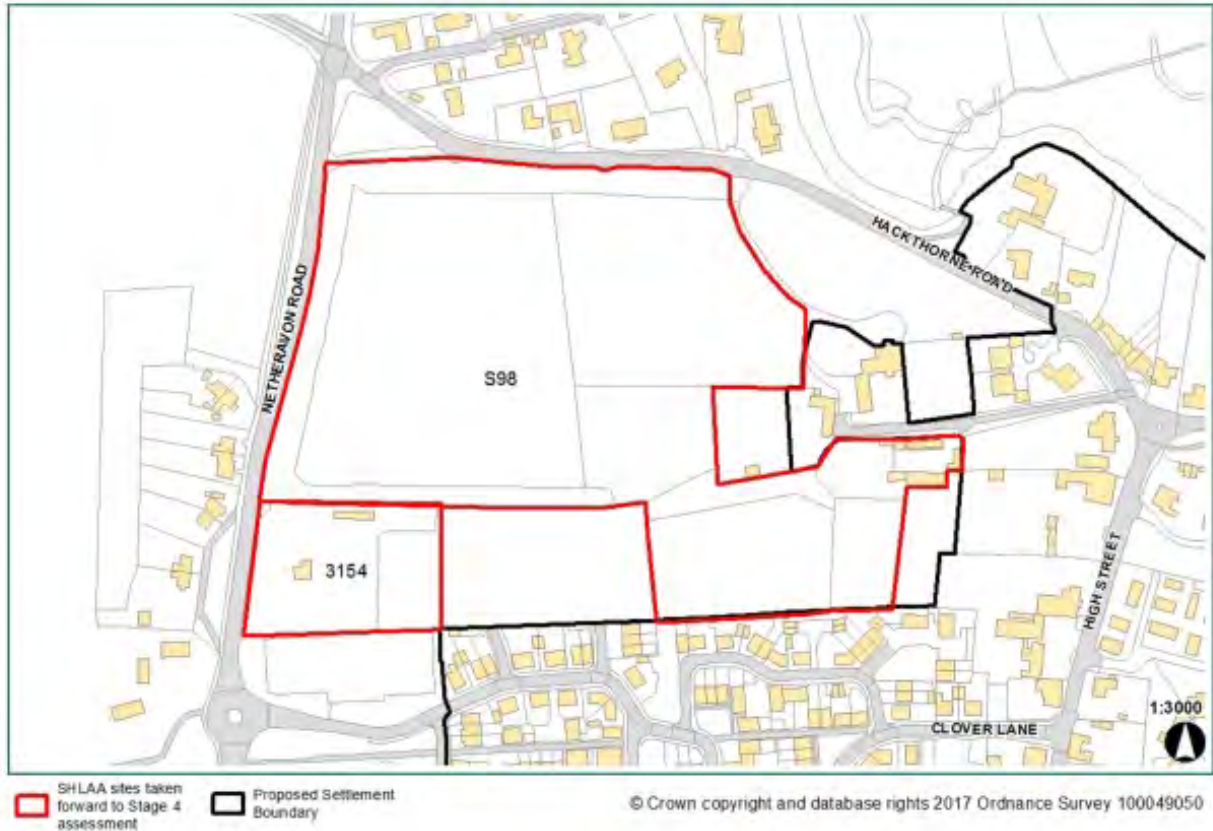 HACKTHORNE ROAD
NETHERAVON ROAD
S98
3154
HIGH STREET
CLOVER LANE
1:3000
SHLAA sites taken
forward to Stage 4
assessment
Proposed Settlement
Boundary
© Crown copyright and database rights 2017 Ordnance Survey 100049050